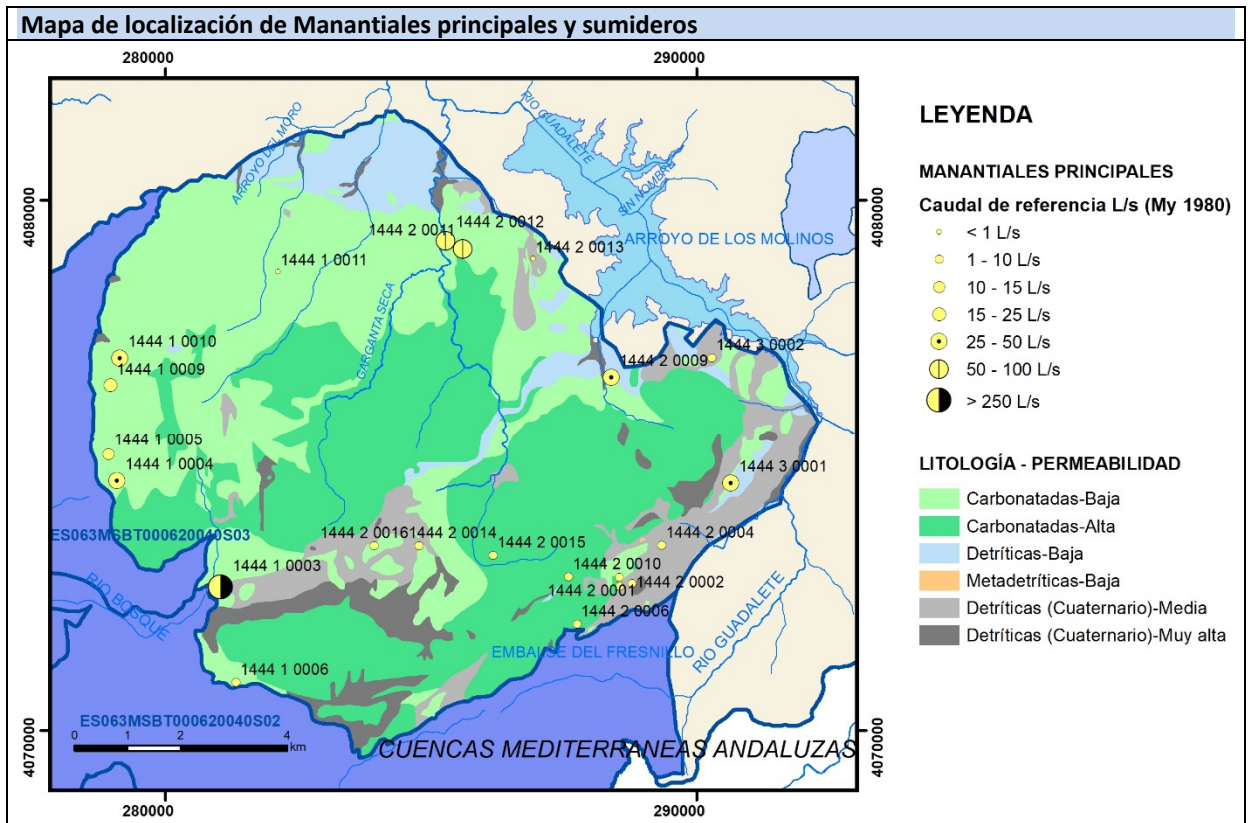 Mapa de localización de Manantiales principales y sumideros
280000
290000
4080000
4080000
4070000
4070000
280000
290000
ARROYO DEL MORO
RIO GUADALETE
SIN NOMBRE
ARROYO DE LOS MOLINOS
GARGANTA SECA
1444 2 0012
1444 2 0011
1444 2 0013
1444 1 0011
1444 1 0010
1444 1 0009
1444 2 0009
1444 3 0002
1444 1 0005
1444 1 0004
1444 3 0001
ES063MSBT000620040S03
1444 2 0016
1444 2 0014
1444 2 0004
1444 2 0015
1444 1 0003
1444 2 0010
1444 2 0002
1444 2 0001
1444 2 0006
RIO BOSQUE
EMBALSE DEL FRESNILLO
RIO GUADALETE
1444 1 0006
ES063MSBT000620040S02
0 2 4
km
CUENCAS MEDITERRANEAS ANDALUZAS
LEYENDA
MANANTIALES PRINCIPALES
Caudal de referencia L/s (My 1980)
< 1 L/s
1 - 10 L/s
10 - 15 L/s
15 - 25 L/s
25 - 50 L/s
50 - 100 L/s
> 250 L/s
LITOLOGÍA - PERMEABILIDAD
Carbonatadas-Baja
Carbonatadas-Alta
Detríticas-Baja
Metadetríticas-Baja
Detríticas (Cuaternario)-Media
Detríticas (Cuaternario)-Muy alta